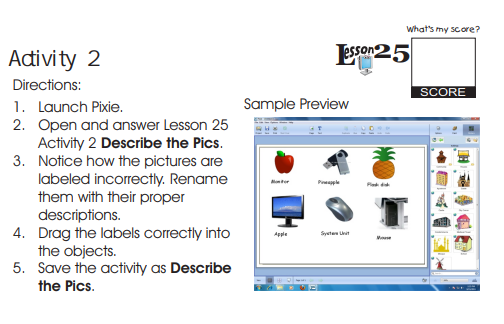 What's my score?
Lesson 25
SCORE
Activity 2
Directions:
1. Launch Pixie.
2. Open and answer Lesson 25
Activity 2 Describe the Pics.
3. Notice how the pictures are
labeled incorrectly. Rename
them with their proper
descriptions.
4. Drag the labels correctly into
the objects.
5. Save the activity as Describe
the Pics.
Sample Preview
Monitor
Pineapple
Flash disk
Apple
System Unit
Mouse